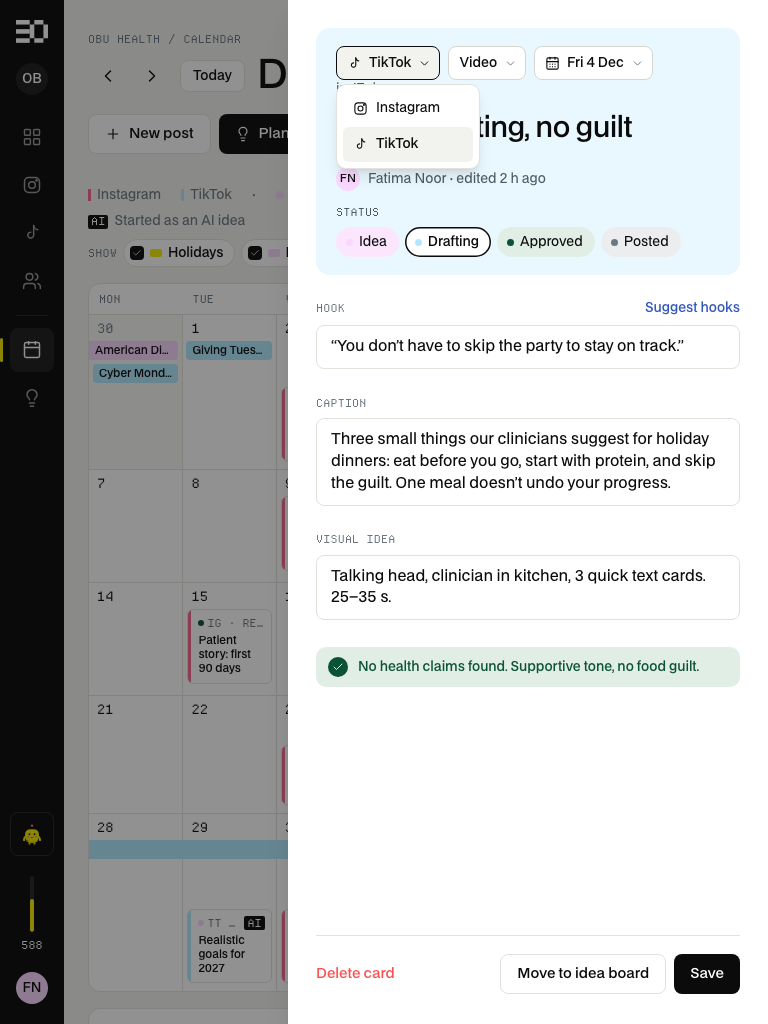 OBU HEALTH / CALENDAR
OB
Today
New post
Instagram
TikTok
·
AI Started as an AI idea
SHOW
Holidays
MON
TUE
30
1
American Di…
Giving Tues…
Cyber Mond…
7
8
14
15
IG · RE…
Patient
story: first
90 days
21
22
28
29
TT …
AI
Realistic
goals for
2027
588
FN
TikTok
Video
Fri 4 Dec
Instagram
TikTok
ting, no guilt
FN
Fatima Noor · edited 2 h ago
STATUS
Idea
Drafting
Approved
Posted
HOOK
Suggest hooks
“You don’t have to skip the party to stay on track.”
CAPTION
Three small things our clinicians suggest for holiday
dinners: eat before you go, start with protein, and skip
the guilt. One meal doesn’t undo your progress.
VISUAL IDEA
Talking head, clinician in kitchen, 3 quick text cards.
25–35 s.
No health claims found. Supportive tone, no food guilt.
Delete card
Move to idea board
Save